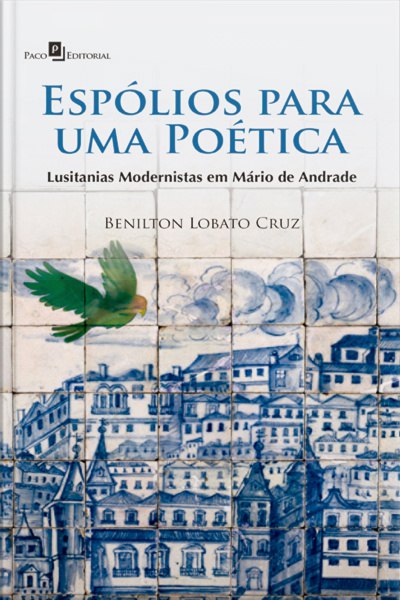 PACO EDITORIAL
ESPÓLIOS PARA
UMA POÉTICA
Lusitanias Modernistas em Mário de Andrade
BENILTON LOBATO CRUZ